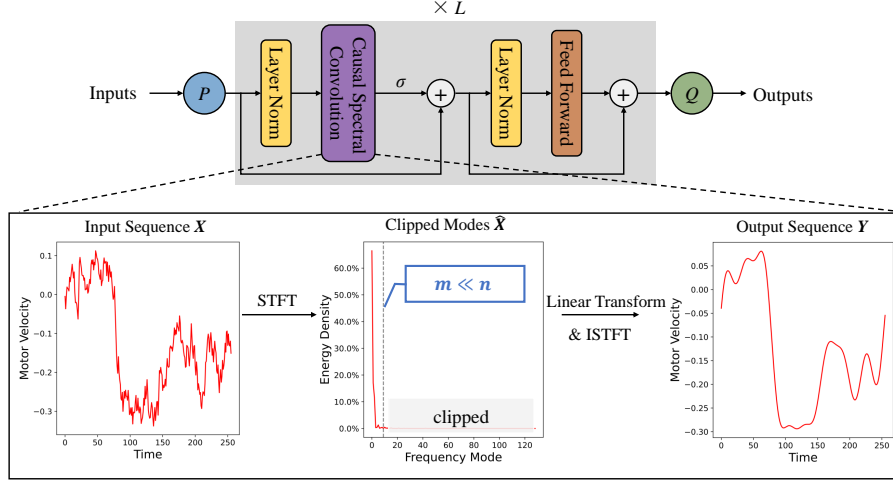 × L
Inputs
P
Layer Norm
Causal Spectral
Convolution
σ
+
Layer Norm
Feed Forward
+
Q
Outputs
Input Sequence X
Clipped Modes X̂
Output Sequence Y
Motor Velocity
0.1
0.0
−0.1
−0.2
−0.3
0
50
100
150
200
250
Time
STFT
Energy Density
60.0%
50.0%
40.0%
30.0%
20.0%
10.0%
0.0%
m ≪ n
clipped
0
20
40
60
80
100
120
Frequency Mode
Linear Transform
& ISTFT
Motor Velocity
0.05
0.00
−0.05
−0.10
−0.15
−0.20
−0.25
−0.30
0
50
100
150
200
250
Time